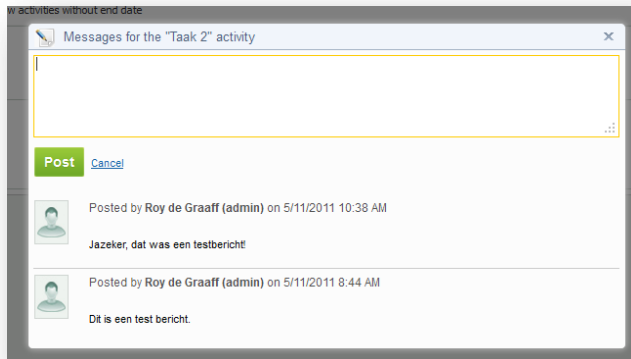 w activities without end date
Messages for the "Taak 2" activity
Post Cancel
Posted by Roy de Graaff (admin) on 5/11/2011 10:38 AM
Jazeker, dat was een testbericht!
Posted by Roy de Graaff (admin) on 5/11/2011 8:44 AM
Dit is een test bericht.